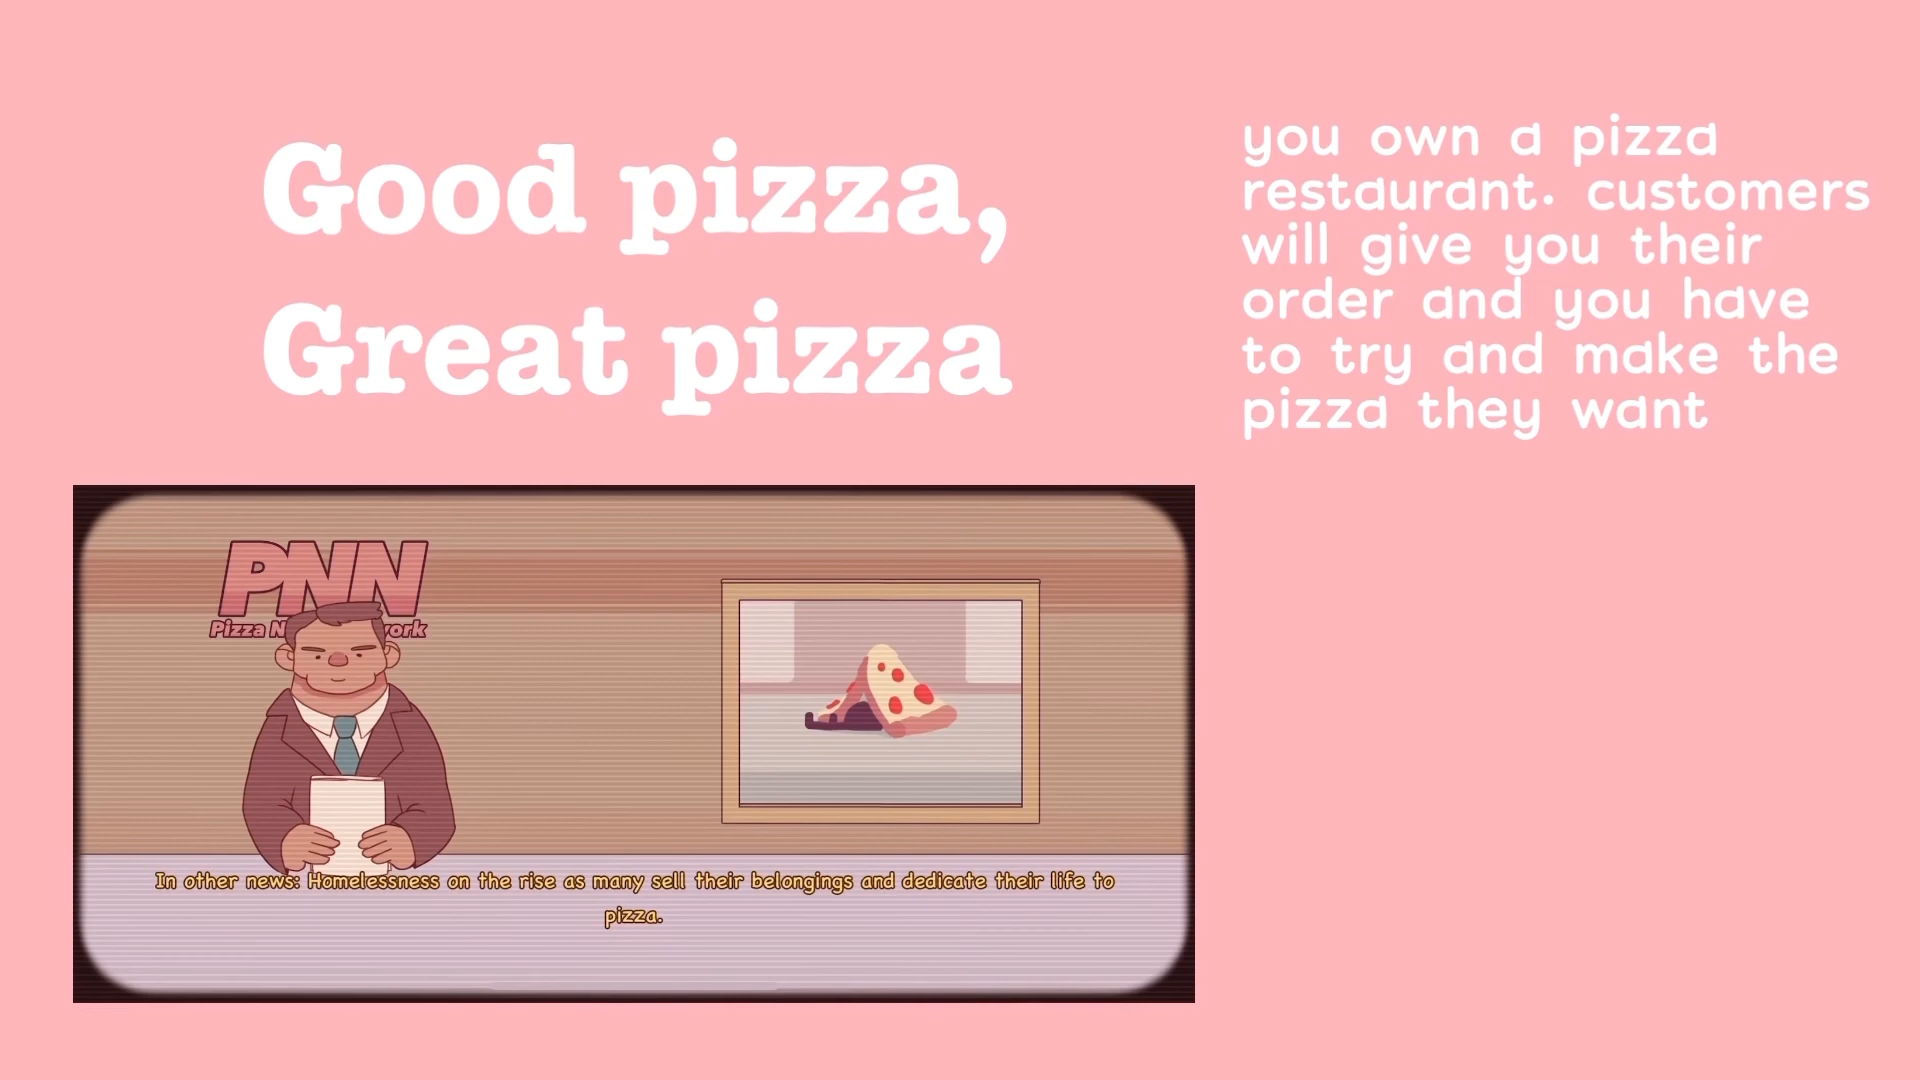 Good pizza,
Great pizza
you own a pizza
restaurant. customers
will give you their
order and you have
to try and make the
pizza they want
PNN
Pizza N work
In other news: Homelessness on the rise as many sell their belongings and dedicate their life to
pizza.